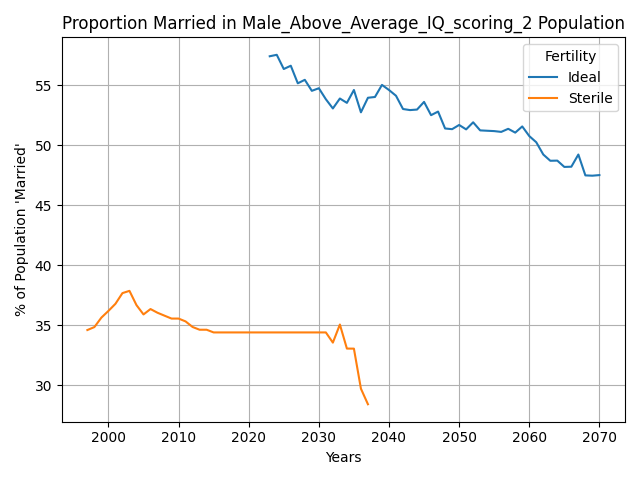 Proportion Married in Male_Above_Average_IQ_scoring_2 Population
Fertility
Ideal
Sterile
% of Population 'Married'
55
50
45
40
35
30
2000
2010
2020
2030
2040
2050
2060
2070
Years